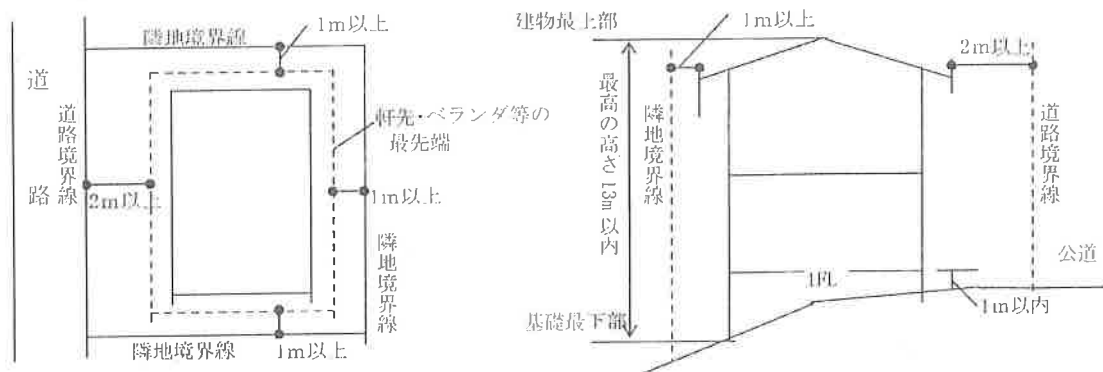 1m以上
隣地境界線
道路
道路境界線
軒先・ベランダ等の
最先端
2m以上
1m以上
隣地境界線
隣地境界線
1m以上
建物最上部
1m以上
2m以上
最高の高さ13m以内
隣地境界線
道路境界線
公道
1FL
1m以内
基礎最下部